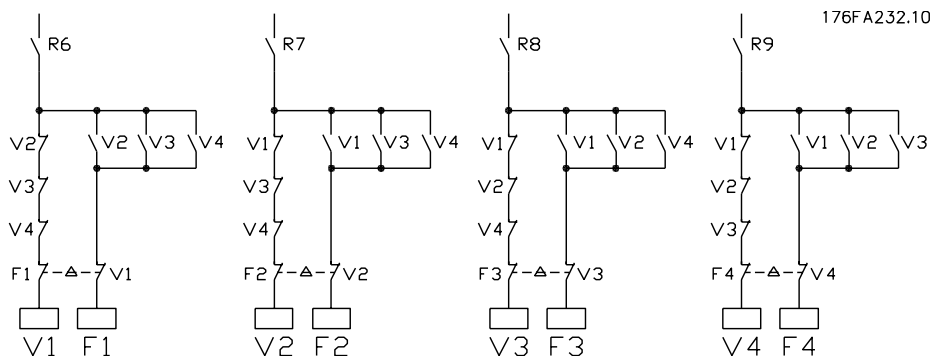 176FA232.10
R6 R7 R8 R9
V2 V2 V3 V4 V1 V1 V3 V4 V1 V1 V2 V4 V1 V1 V2 V3
V3 V3 V2 V2
V4 V4 V4 V3
F1 V1 F2 V2 F3 V3 F4 V4
V1 F1 V2 F2 V3 F3 V4 F4